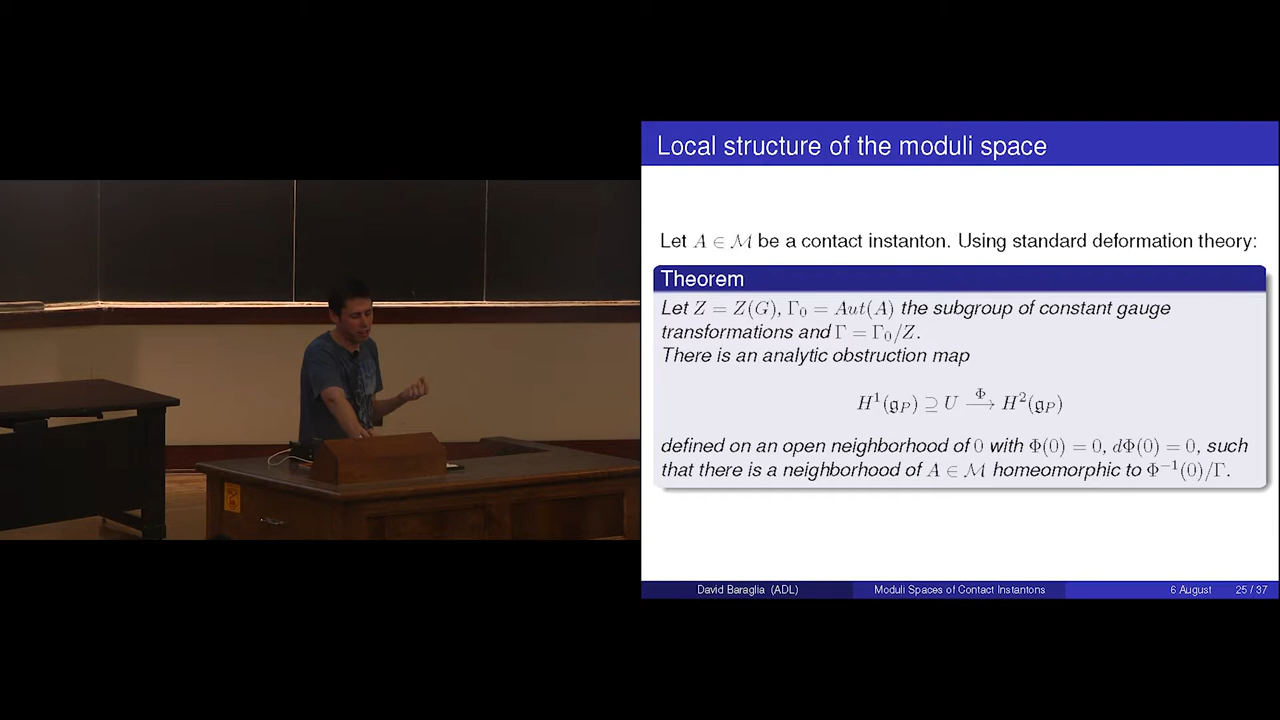 Local structure of the moduli space
Let A ∈ ℳ be a contact instanton. Using standard deformation theory:
Theorem
Let Z = Z(G), Γ₀ = Aut(A) the subgroup of constant gauge
transformations and Γ = Γ₀/Z.
There is an analytic obstruction map
H¹(𝔤_P) ⊇ U —Φ→ H²(𝔤_P)
defined on an open neighborhood of 0 with Φ(0) = 0, dΦ(0) = 0, such
that there is a neighborhood of A ∈ ℳ homeomorphic to Φ⁻¹(0)/Γ.
David Baraglia (ADL) Moduli Spaces of Contact Instantons 6 August 25 / 37